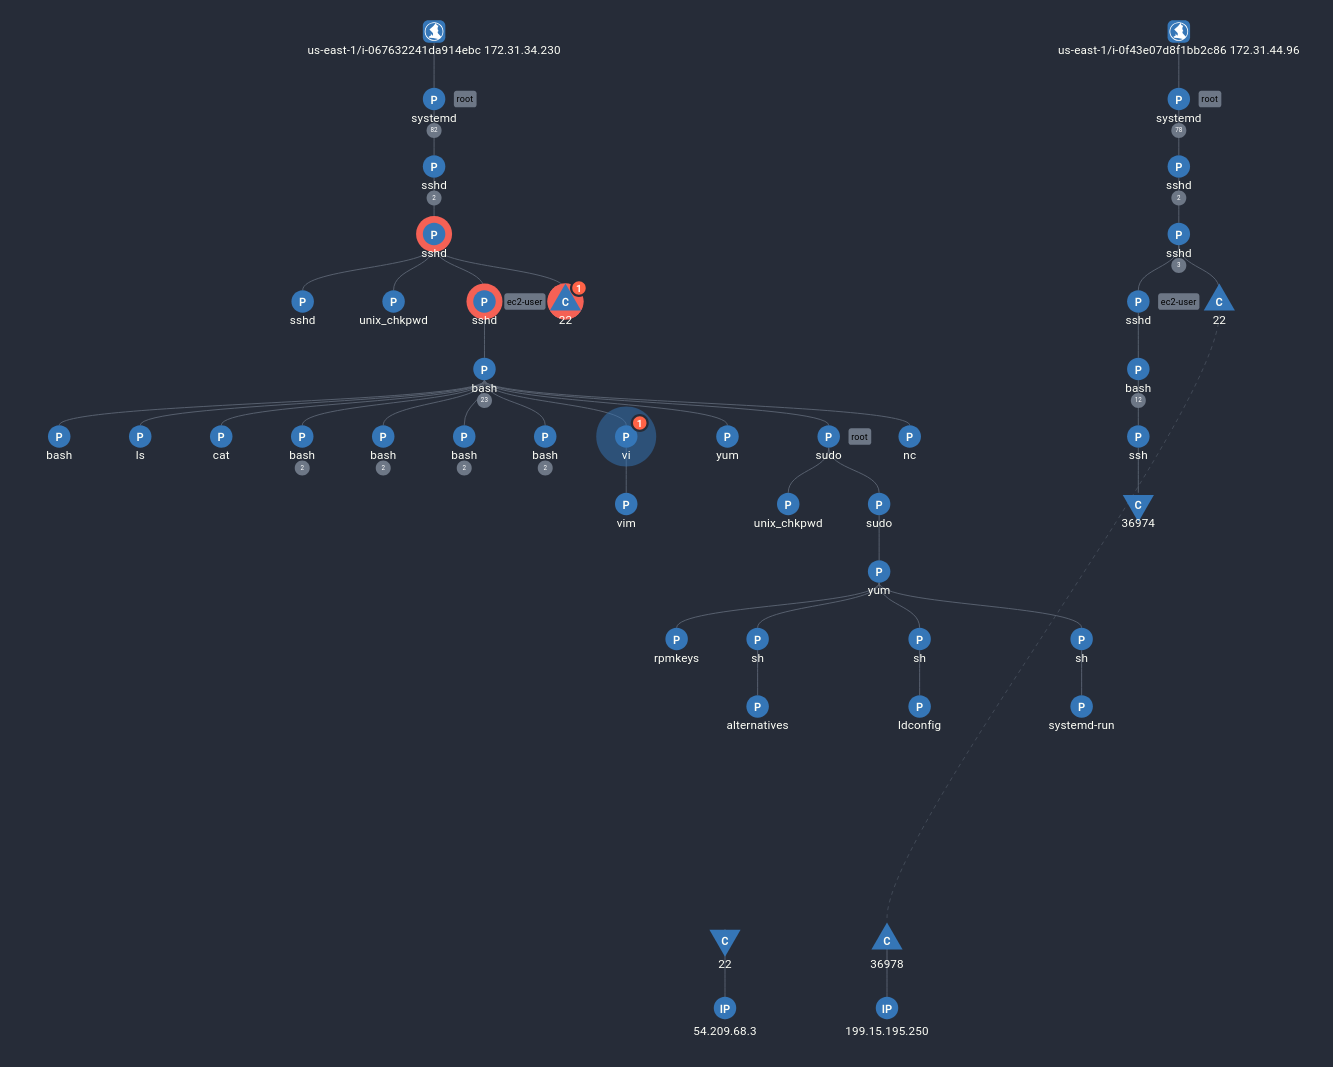 us-east-1/i-067632241da914ebc 172.31.34.230
us-east-1/i-0f43e07d8f1bb2c86 172.31.44.96
P root
systemd
82
P root
systemd
78
P
sshd
2
P
sshd
2
P
sshd
P
sshd
3
P
sshd
P
unix_chkpwd
P ec2-user
sshd
C 1
22
P ec2-user
sshd
C
22
P
bash
23
P
bash
12
P
bash
P
ls
P
cat
P
bash
2
P
bash
2
P
bash
2
P
bash
2
P 1
vi
P
yum
P root
sudo
P
nc
P
ssh
P
vim
P
unix_chkpwd
P
sudo
C
36974
P
yum
P
rpmkeys
P
sh
P
sh
P
sh
P
alternatives
P
ldconfig
P
systemd-run
C
22
C
36978
IP
54.209.68.3
IP
199.15.195.250